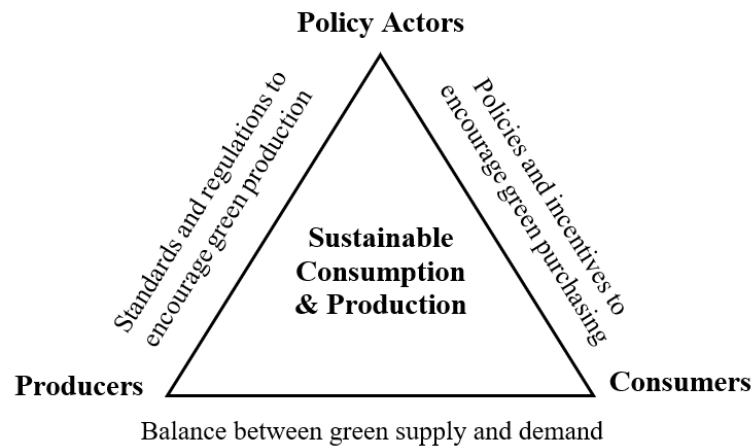 Policy Actors
Standards and regulations to
encourage green production
Policies and incentives to
encourage green purchasing
Sustainable
Consumption
& Production
Producers
Consumers
Balance between green supply and demand